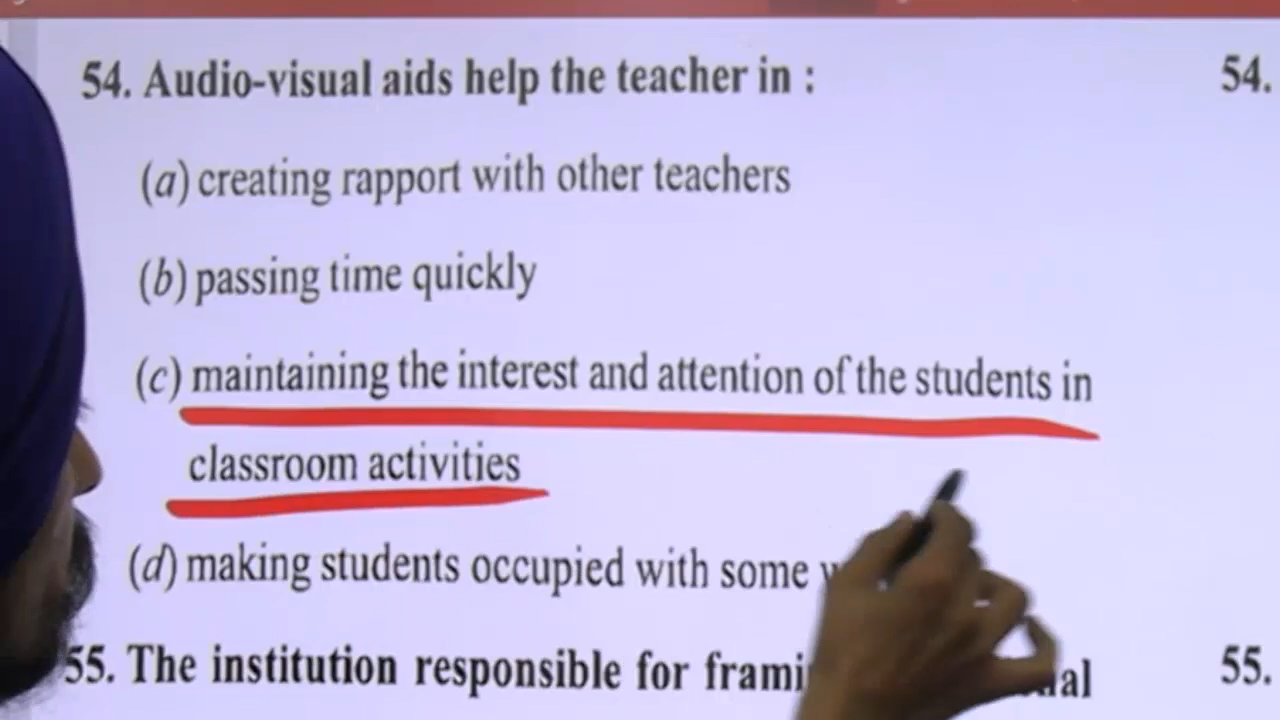 54. Audio-visual aids help the teacher in : 54.
(a) creating rapport with other teachers
(b) passing time quickly
(c) maintaining the interest and attention of the students in
classroom activities
(d) making students occupied with some
55. The institution responsible for 55.